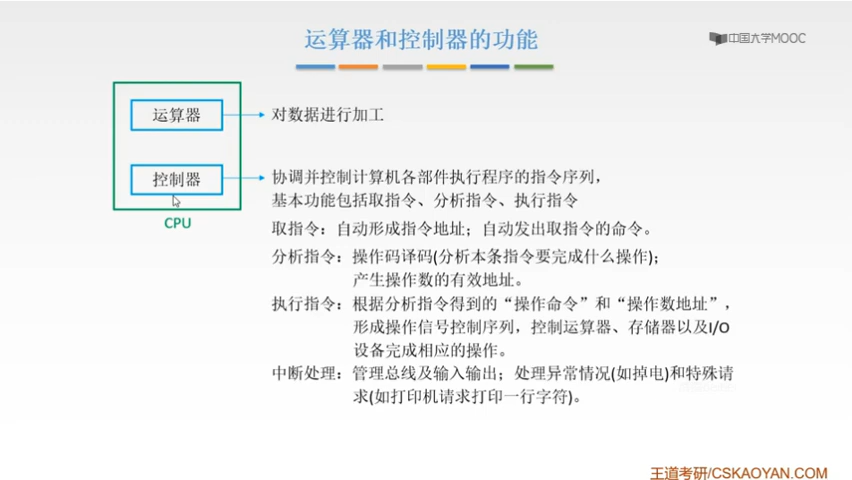 运算器和控制器的功能
中国大学MOOC
运算器
对数据进行加工
控制器
协调并控制计算机各部件执行程序的指令序列，
基本功能包括取指令、分析指令、执行指令
CPU
取指令：自动形成指令地址；自动发出取指令的命令。
分析指令：操作码译码(分析本条指令要完成什么操作)；
产生操作数的有效地址。
执行指令：根据分析指令得到的“操作命令”和“操作数地址”，
形成操作信号控制序列，控制运算器、存储器以及I/O
设备完成相应的操作。
中断处理：管理总线及输入输出；处理异常情况(如掉电)和特殊请
求(如打印机请求打印一行字符)。
王道考研/CSKAOYAN.COM